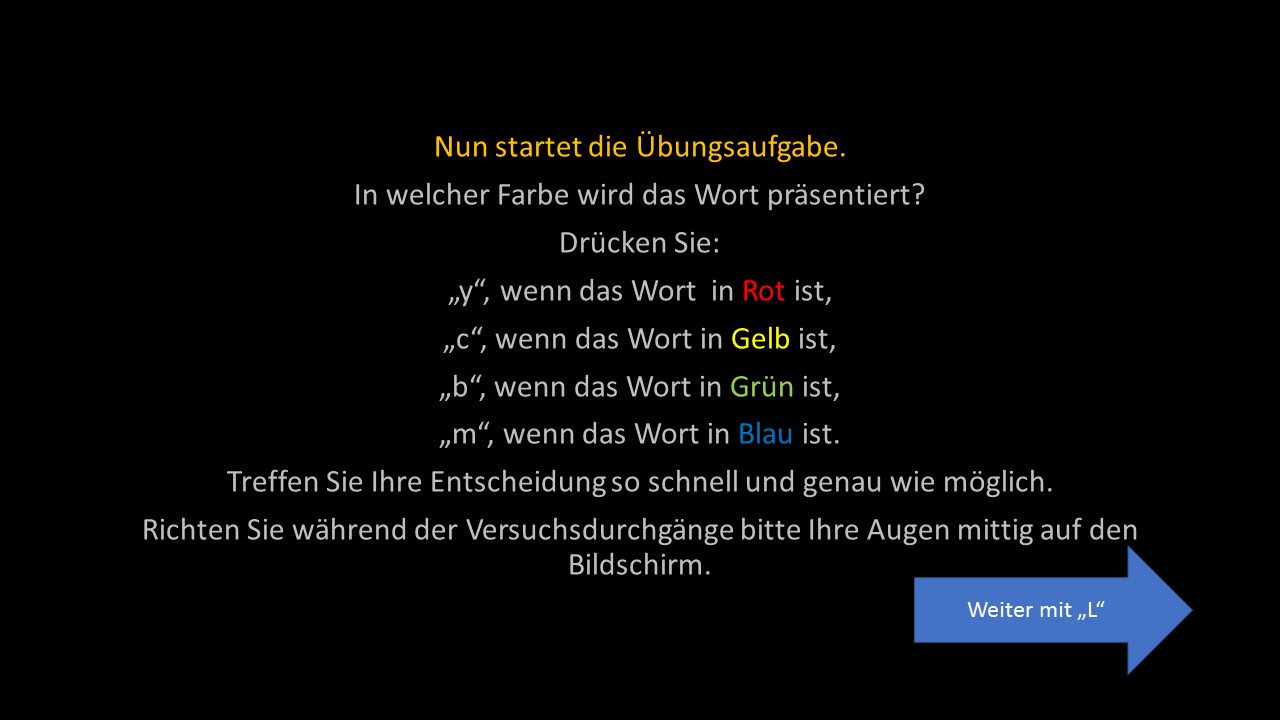 Nun startet die Übungsaufgabe.
In welcher Farbe wird das Wort präsentiert?
Drücken Sie:
„y“, wenn das Wort  in Rot ist,
„c“, wenn das Wort in Gelb ist,
„b“, wenn das Wort in Grün ist,
„m“, wenn das Wort in Blau ist.
Treffen Sie Ihre Entscheidung so schnell und genau wie möglich.
Richten Sie während der Versuchsdurchgänge bitte Ihre Augen mittig auf den
Bildschirm.
Weiter mit „L“